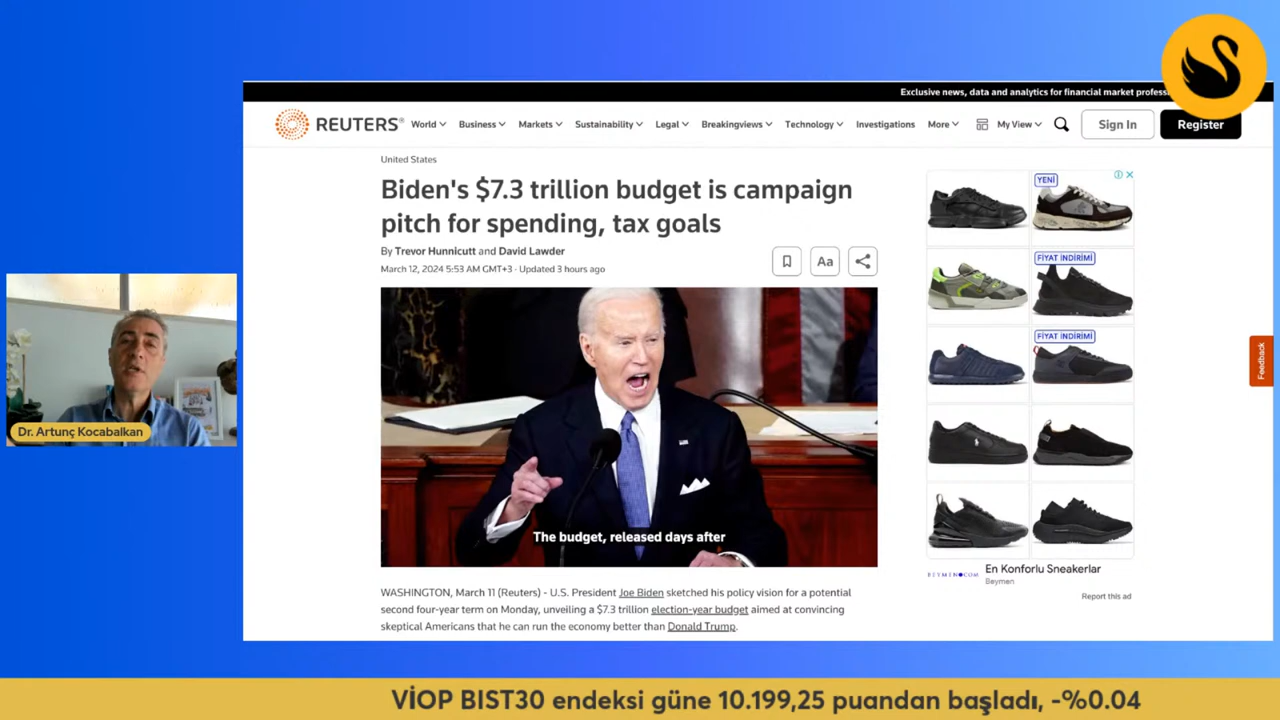 Exclusive news, data and analytics for financial market profess
REUTERS® World Business Markets Sustainability Legal Breakingviews Technology Investigations More My View Sign In Register
United States
Biden's $7.3 trillion budget is campaign
pitch for spending, tax goals
By Trevor Hunnicutt and David Lawder
March 12, 2024 5:53 AM GMT+3 · Updated 3 hours ago
Aa
The budget, released days after
WASHINGTON, March 11 (Reuters) - U.S. President Joe Biden sketched his policy vision for a potential
second four-year term on Monday, unveiling a $7.3 trillion election-year budget aimed at convincing
skeptical Americans that he can run the economy better than Donald Trump.
YENİ
FİYAT İNDİRİMİ
FİYAT İNDİRİMİ
BEYMEN.COM
En Konforlu Sneakerlar
Beymen
Report this ad
Feedback
Dr. Artunç Kocabalkan
VİOP BIST30 endeksi güne 10.199,25 puandan başladı, -%0.04